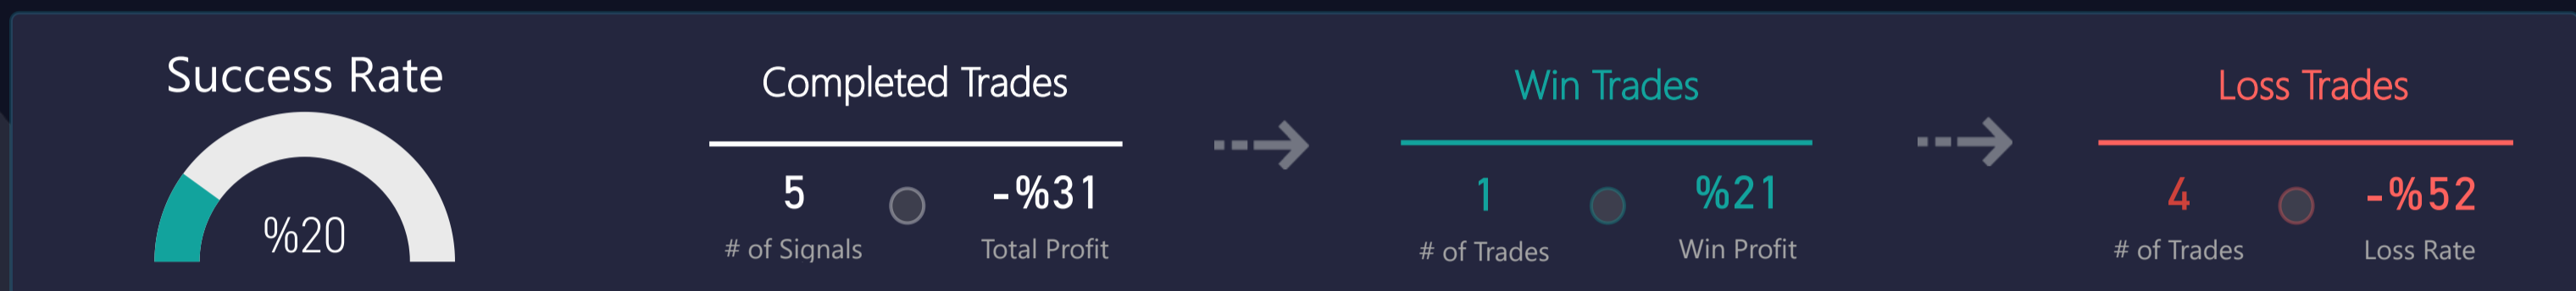 Success Rate
%20
Completed Trades
5
# of Signals
-%31
Total Profit
Win Trades
1
# of Trades
%21
Win Profit
Loss Trades
4
# of Trades
-%52
Loss Rate